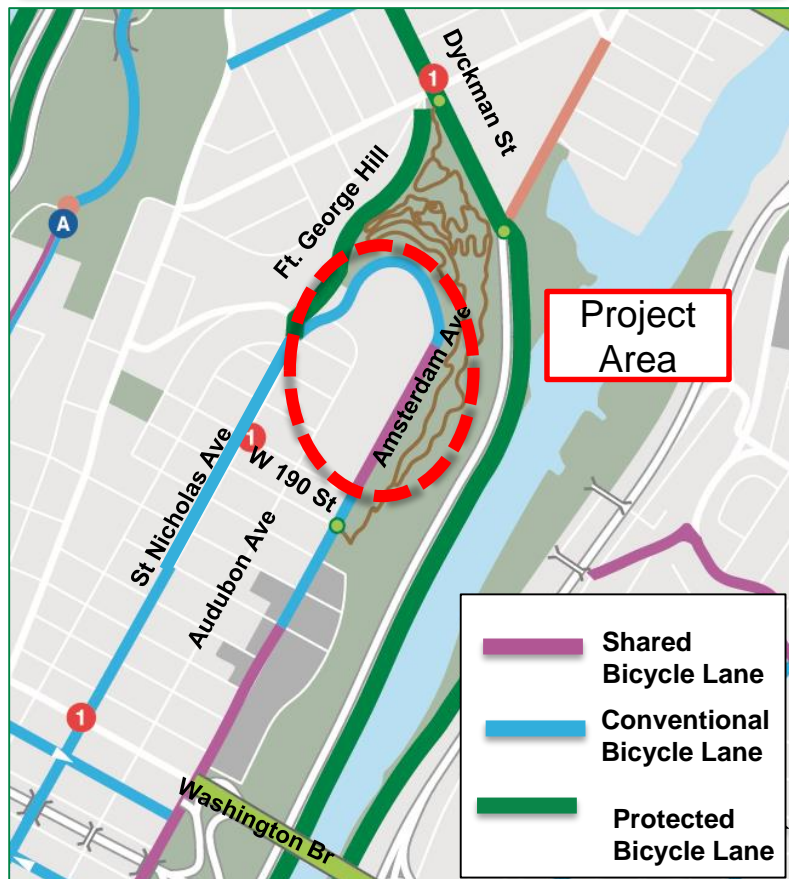 1
Dyckman St
Ft. George Hill
A
Project
Area
Amsterdam Ave
St Nicholas Ave
1
W 190 St
Audubon Ave
1
Washington Br
Shared
Bicycle Lane
Conventional
Bicycle Lane
Protected
Bicycle Lane